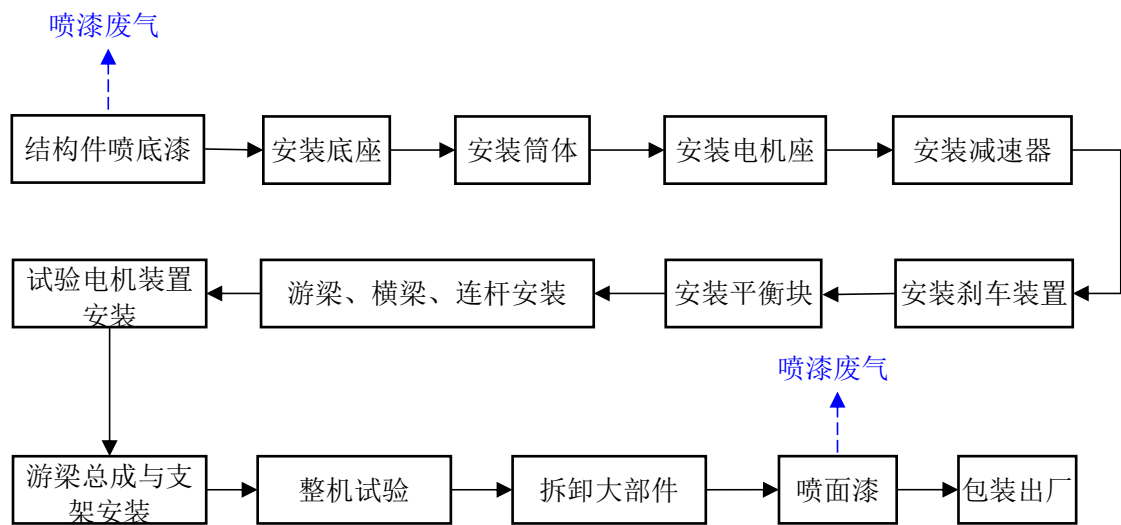 喷漆废气
结构件喷底漆
安装底座
安装筒体
安装电机座
安装减速器
安装刹车装置
安装平衡块
游梁、横梁、连杆安装
试验电机装置
安装
游梁总成与支
架安装
整机试验
拆卸大部件
喷漆废气
喷面漆
包装出厂